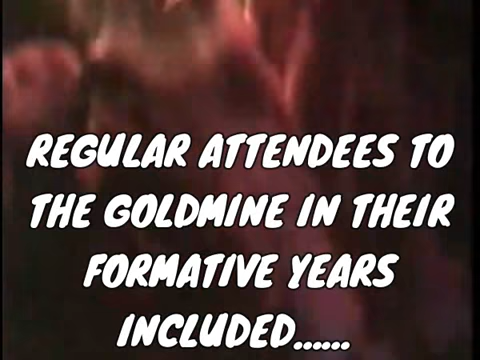 REGULAR ATTENDEES TO
THE GOLDMINE IN THEIR
FORMATIVE YEARS
INCLUDED......